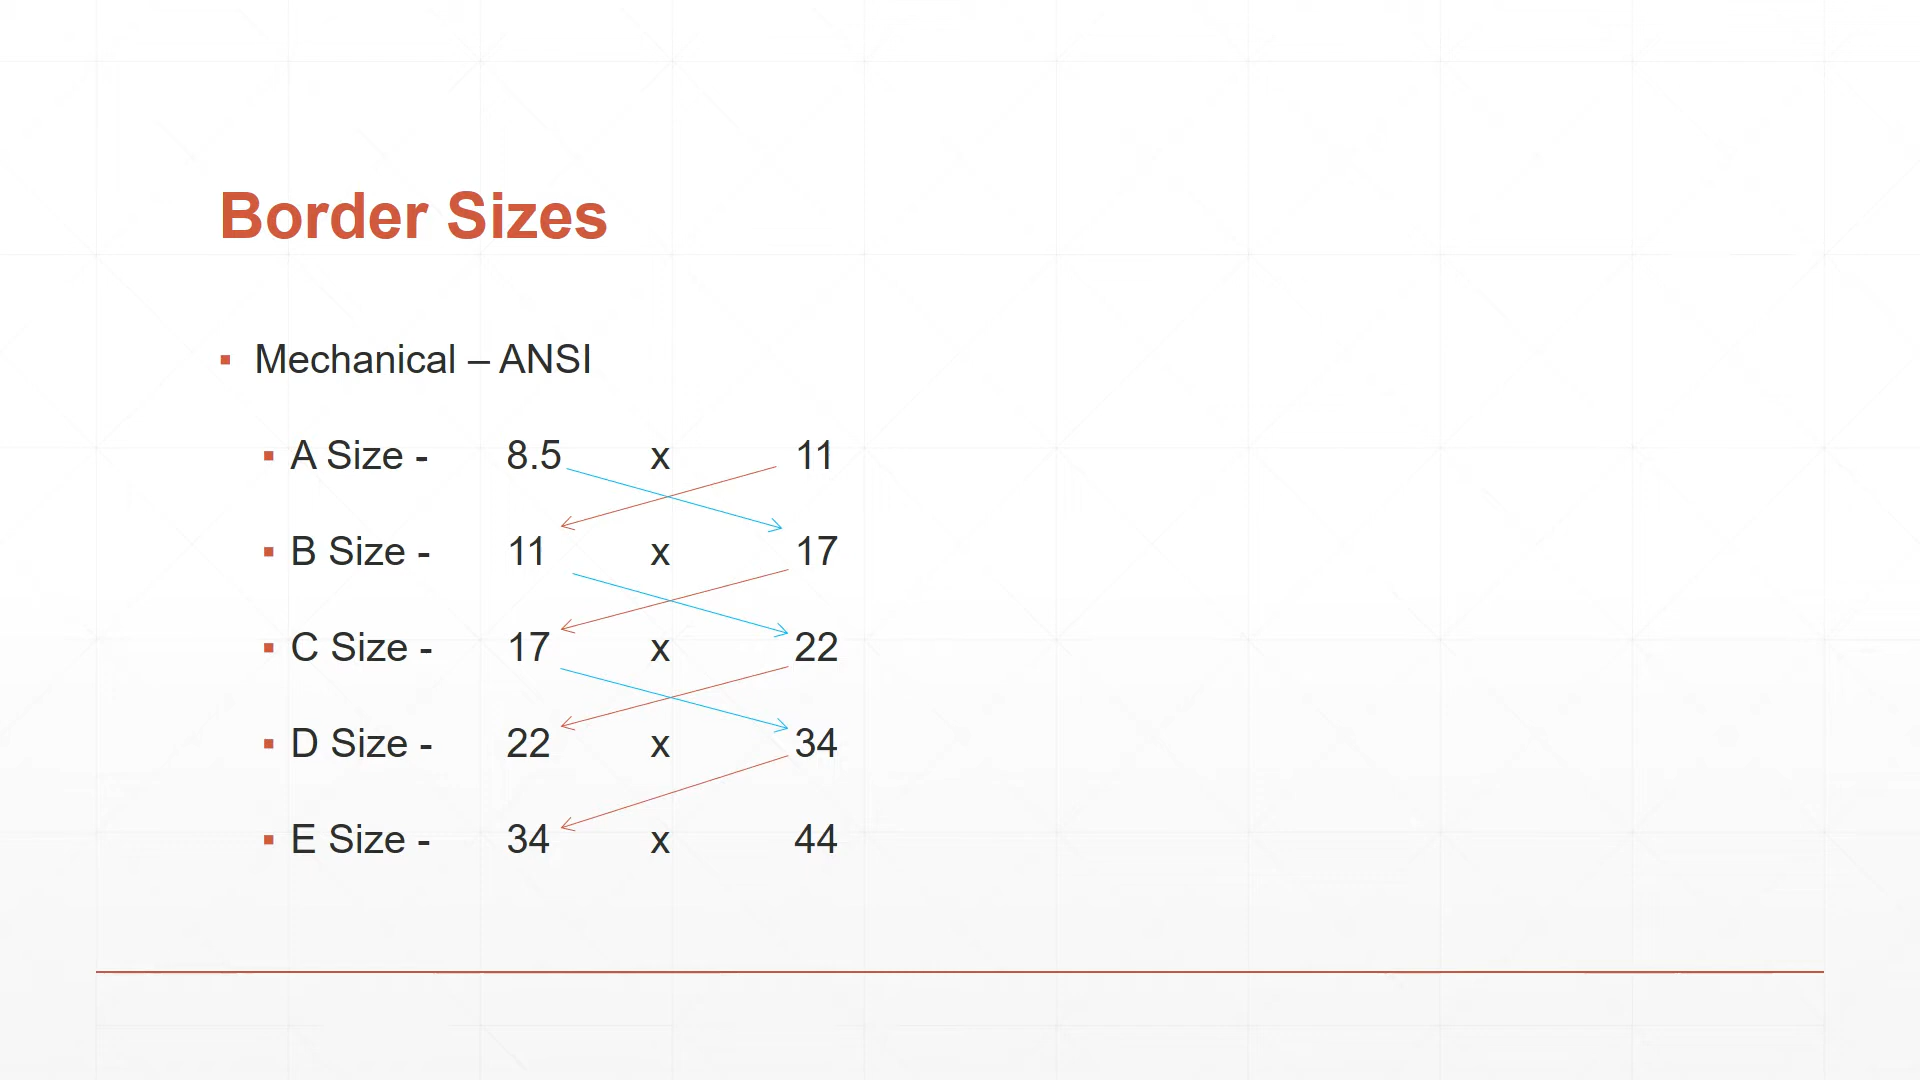 Border Sizes
Mechanical – ANSI
A Size - 8.5 x 11
B Size - 11 x 17
C Size - 17 x 22
D Size - 22 x 34
E Size - 34 x 44